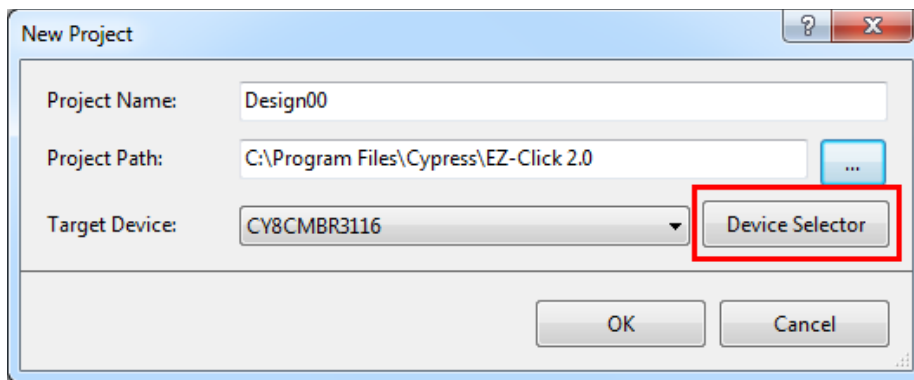 New Project
Project Name: Design00
Project Path: C:\Program Files\Cypress\EZ-Click 2.0 ...
Target Device: CY8CMBR3116 Device Selector
OK Cancel